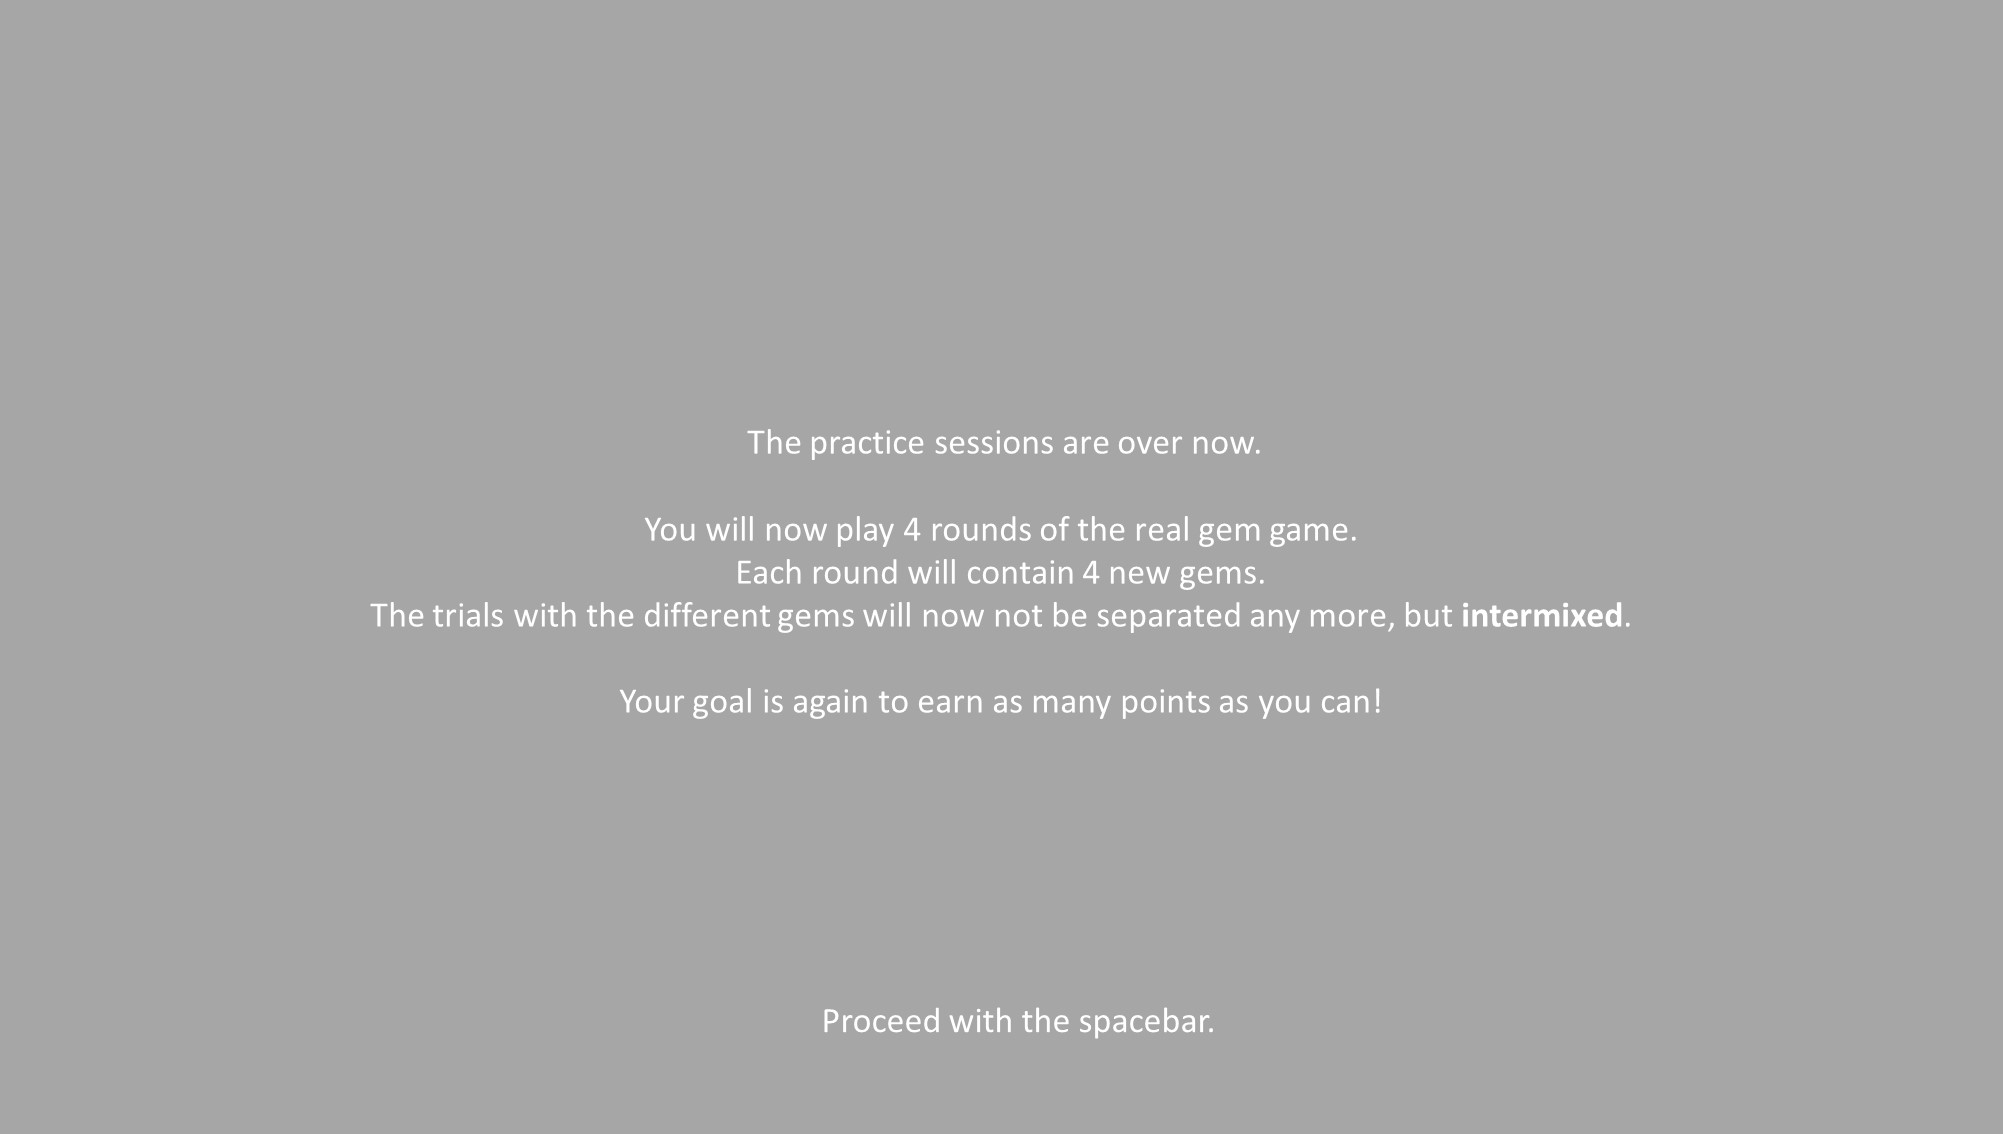 The practice sessions are over now.
You will now play 4 rounds of the real gem game.
Each round will contain 4 new gems.
The trials with the different gems will now not be separated any more, but intermixed.
Your goal is again to earn as many points as you can!
Proceed with the spacebar.